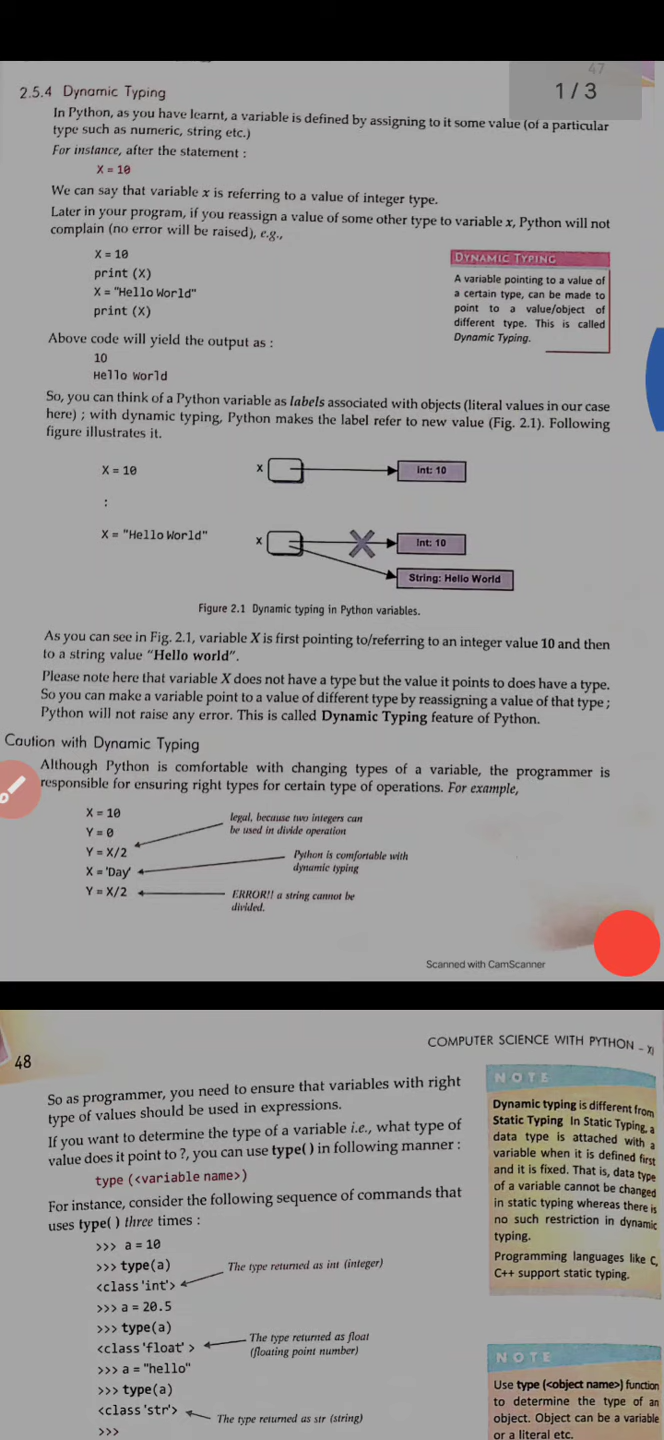 47
1 / 3
2.5.4 Dynamic Typing
In Python, as you have learnt, a variable is defined by assigning to it some value (of a particular
type such as numeric, string etc.)
For instance, after the statement :
X = 10
We can say that variable x is referring to a value of integer type.
Later in your program, if you reassign a value of some other type to variable x, Python will not
complain (no error will be raised), e.g.,
X = 10
print (X)
X = "Hello World"
print (X)
DYNAMIC TYPING
A variable pointing to a value of
a certain type, can be made to
point to a value/object of
different type. This is called
Dynamic Typing.
Above code will yield the output as :
10
Hello World
So, you can think of a Python variable as labels associated with objects (literal values in our case
here) ; with dynamic typing, Python makes the label refer to new value (Fig. 2.1). Following
figure illustrates it.
X = 10 X Int: 10
:
X = "Hello World" X Int: 10
String: Hello World
Figure 2.1 Dynamic typing in Python variables.
As you can see in Fig. 2.1, variable X is first pointing to/referring to an integer value 10 and then
to a string value "Hello world".
Please note here that variable X does not have a type but the value it points to does have a type.
So you can make a variable point to a value of different type by reassigning a value of that type ;
Python will not raise any error. This is called Dynamic Typing feature of Python.
Caution with Dynamic Typing
Although Python is comfortable with changing types of a variable, the programmer is
responsible for ensuring right types for certain type of operations. For example,
X = 10
Y = 0
Y = X/2
X = 'Day'
Y = X/2
legal, because two integers can
be used in divide operation
Python is comfortable with
dynamic typing
ERROR!! a string cannot be
divided.
Scanned with CamScanner
48
COMPUTER SCIENCE WITH PYTHON – XI
So as programmer, you need to ensure that variables with right
type of values should be used in expressions.
If you want to determine the type of a variable i.e., what type of
value does it point to ?, you can use type( ) in following manner :
type (<variable name>)
For instance, consider the following sequence of commands that
uses type( ) three times :
>>> a = 10
>>> type(a)
<class 'int'>
The type returned as int (integer)
>>> a = 20.5
>>> type(a)
<class 'float' >
The type returned as float
(floating point number)
>>> a = "hello"
>>> type(a)
<class 'str'>
The type returned as str (string)
>>>
NOTE
Dynamic typing is different from
Static Typing In Static Typing, a
data type is attached with a
variable when it is defined first
and it is fixed. That is, data type
of a variable cannot be changed
in static typing whereas there is
no such restriction in dynamic
typing.
Programming languages like C,
C++ support static typing.
NOTE
Use type (<object name>) function
to determine the type of an
object. Object can be a variable
or a literal etc.